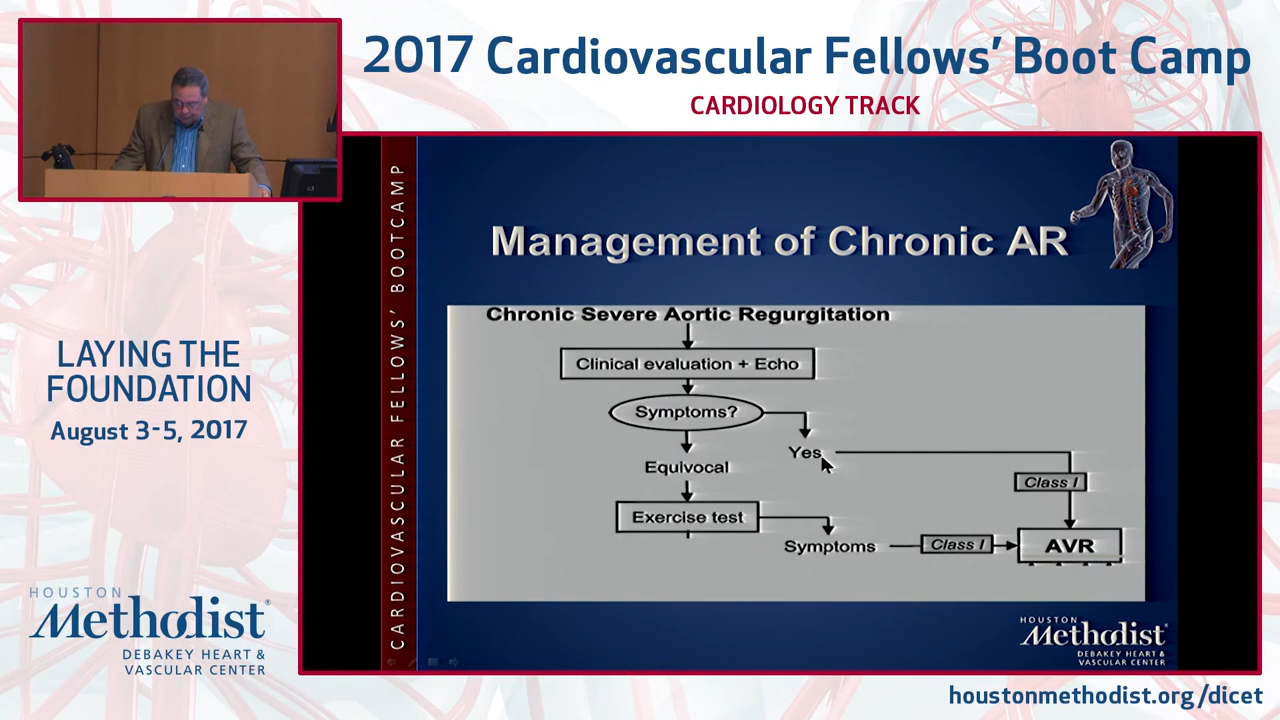 2017 Cardiovascular Fellows’ Boot Camp
CARDIOLOGY TRACK
LAYING THE
FOUNDATION
August 3-5, 2017
HOUSTON
Methodist®
DEBAKEY HEART &
VASCULAR CENTER
CARDIOVASCULAR FELLOWS’ BOOTCAMP
Management of Chronic AR
Chronic Severe Aortic Regurgitation
Clinical evaluation + Echo
Symptoms?
Yes
Equivocal
Class I
Exercise test
Symptoms
Class I
AVR
HOUSTON
Methodist®
DEBAKEY HEART &
VASCULAR CENTER
houstonmethodist.org/dicet